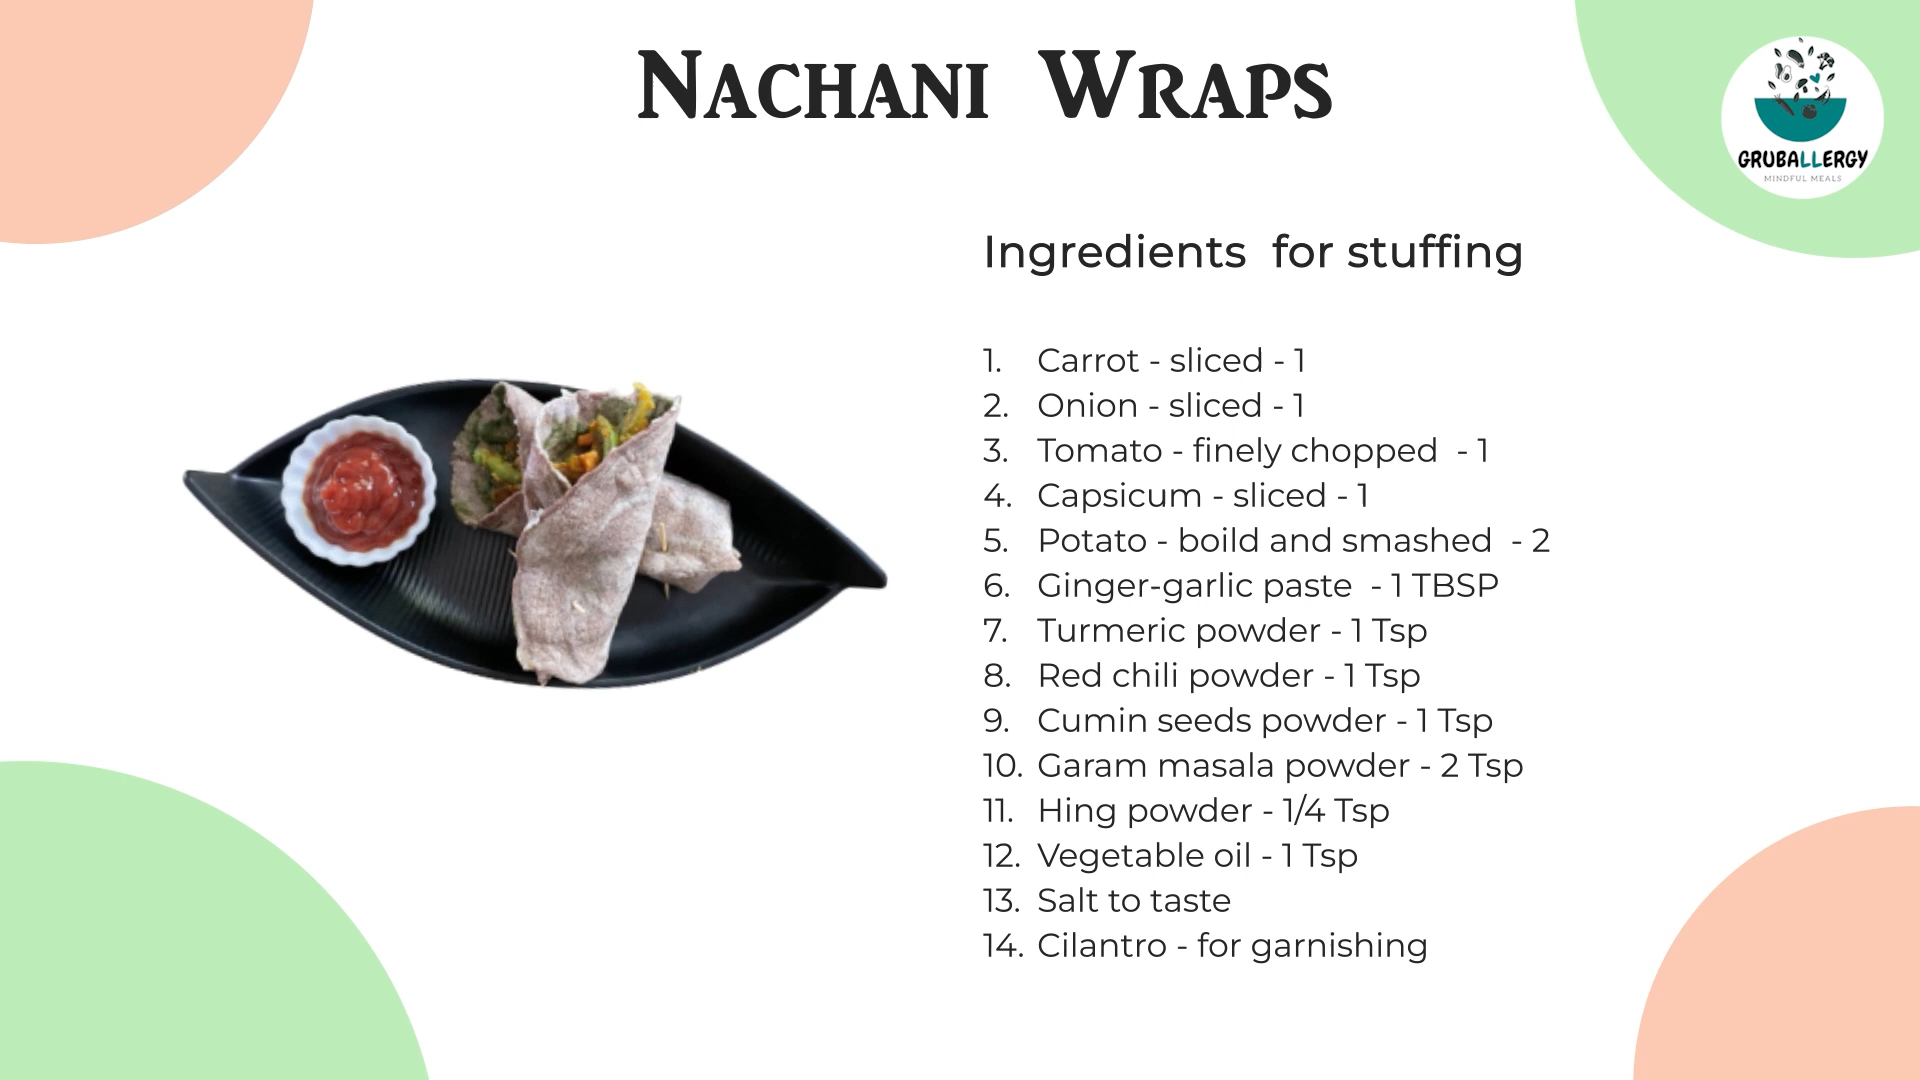 Nachani Wraps
GRUBALLERGY
MINDFUL MEALS
Ingredients for stuffing
1. Carrot - sliced - 1
2. Onion - sliced - 1
3. Tomato - finely chopped - 1
4. Capsicum - sliced - 1
5. Potato - boild and smashed - 2
6. Ginger-garlic paste - 1 TBSP
7. Turmeric powder - 1 Tsp
8. Red chili powder - 1 Tsp
9. Cumin seeds powder - 1 Tsp
10. Garam masala powder - 2 Tsp
11. Hing powder - 1/4 Tsp
12. Vegetable oil - 1 Tsp
13. Salt to taste
14. Cilantro - for garnishing